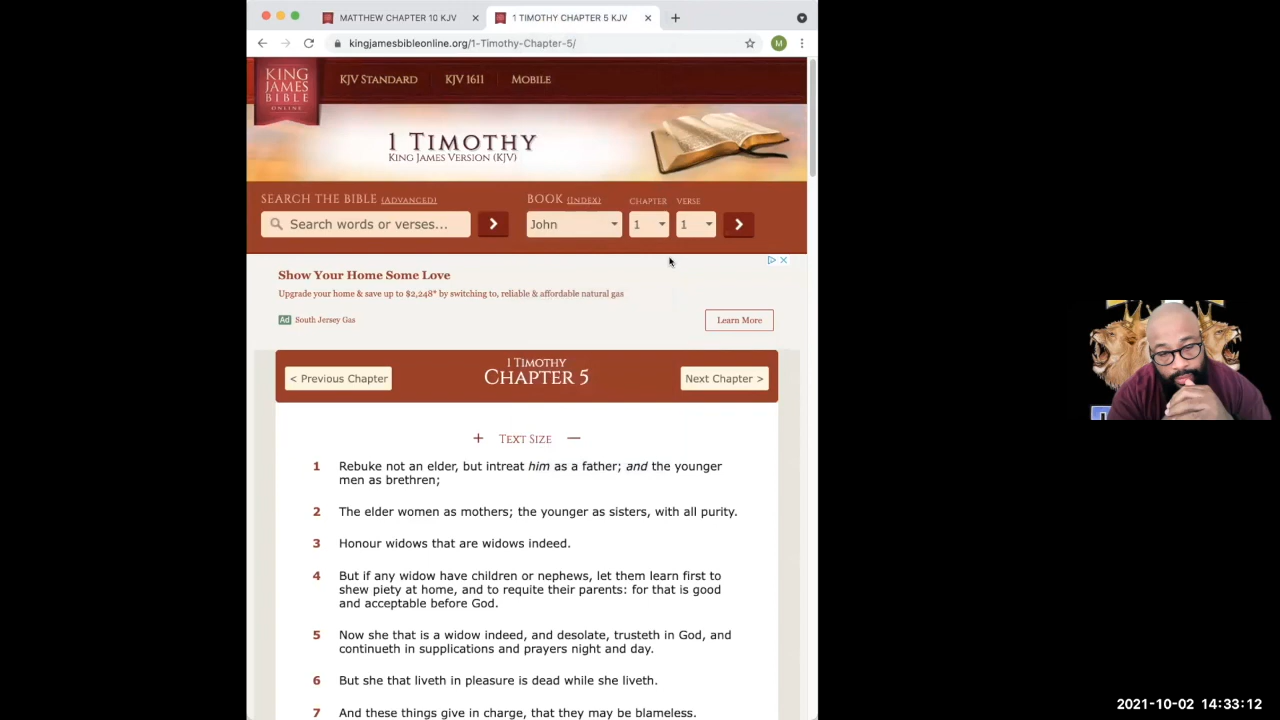 MATTHEW CHAPTER 10 KJV
1 TIMOTHY CHAPTER 5 KJV
kingjamesbibleonline.org/1-Timothy-Chapter-5/
M
KING
JAMES
BIBLE
ONLINE
KJV STANDARD
KJV 1611
MOBILE
1 TIMOTHY
KING JAMES VERSION (KJV)
SEARCH THE BIBLE (ADVANCED)
BOOK (INDEX)
CHAPTER
VERSE
Search words or verses...
John
1
1
Show Your Home Some Love
Upgrade your home & save up to $2,248* by switching to, reliable & affordable natural gas
Ad South Jersey Gas
Learn More
< Previous Chapter
1 TIMOTHY
CHAPTER 5
Next Chapter >
+ TEXT SIZE —
1 Rebuke not an elder, but intreat him as a father; and the younger
men as brethren;
2 The elder women as mothers; the younger as sisters, with all purity.
3 Honour widows that are widows indeed.
4 But if any widow have children or nephews, let them learn first to
shew piety at home, and to requite their parents: for that is good
and acceptable before God.
5 Now she that is a widow indeed, and desolate, trusteth in God, and
continueth in supplications and prayers night and day.
6 But she that liveth in pleasure is dead while she liveth.
7 And these things give in charge, that they may be blameless.
2021-10-02 14:33:12